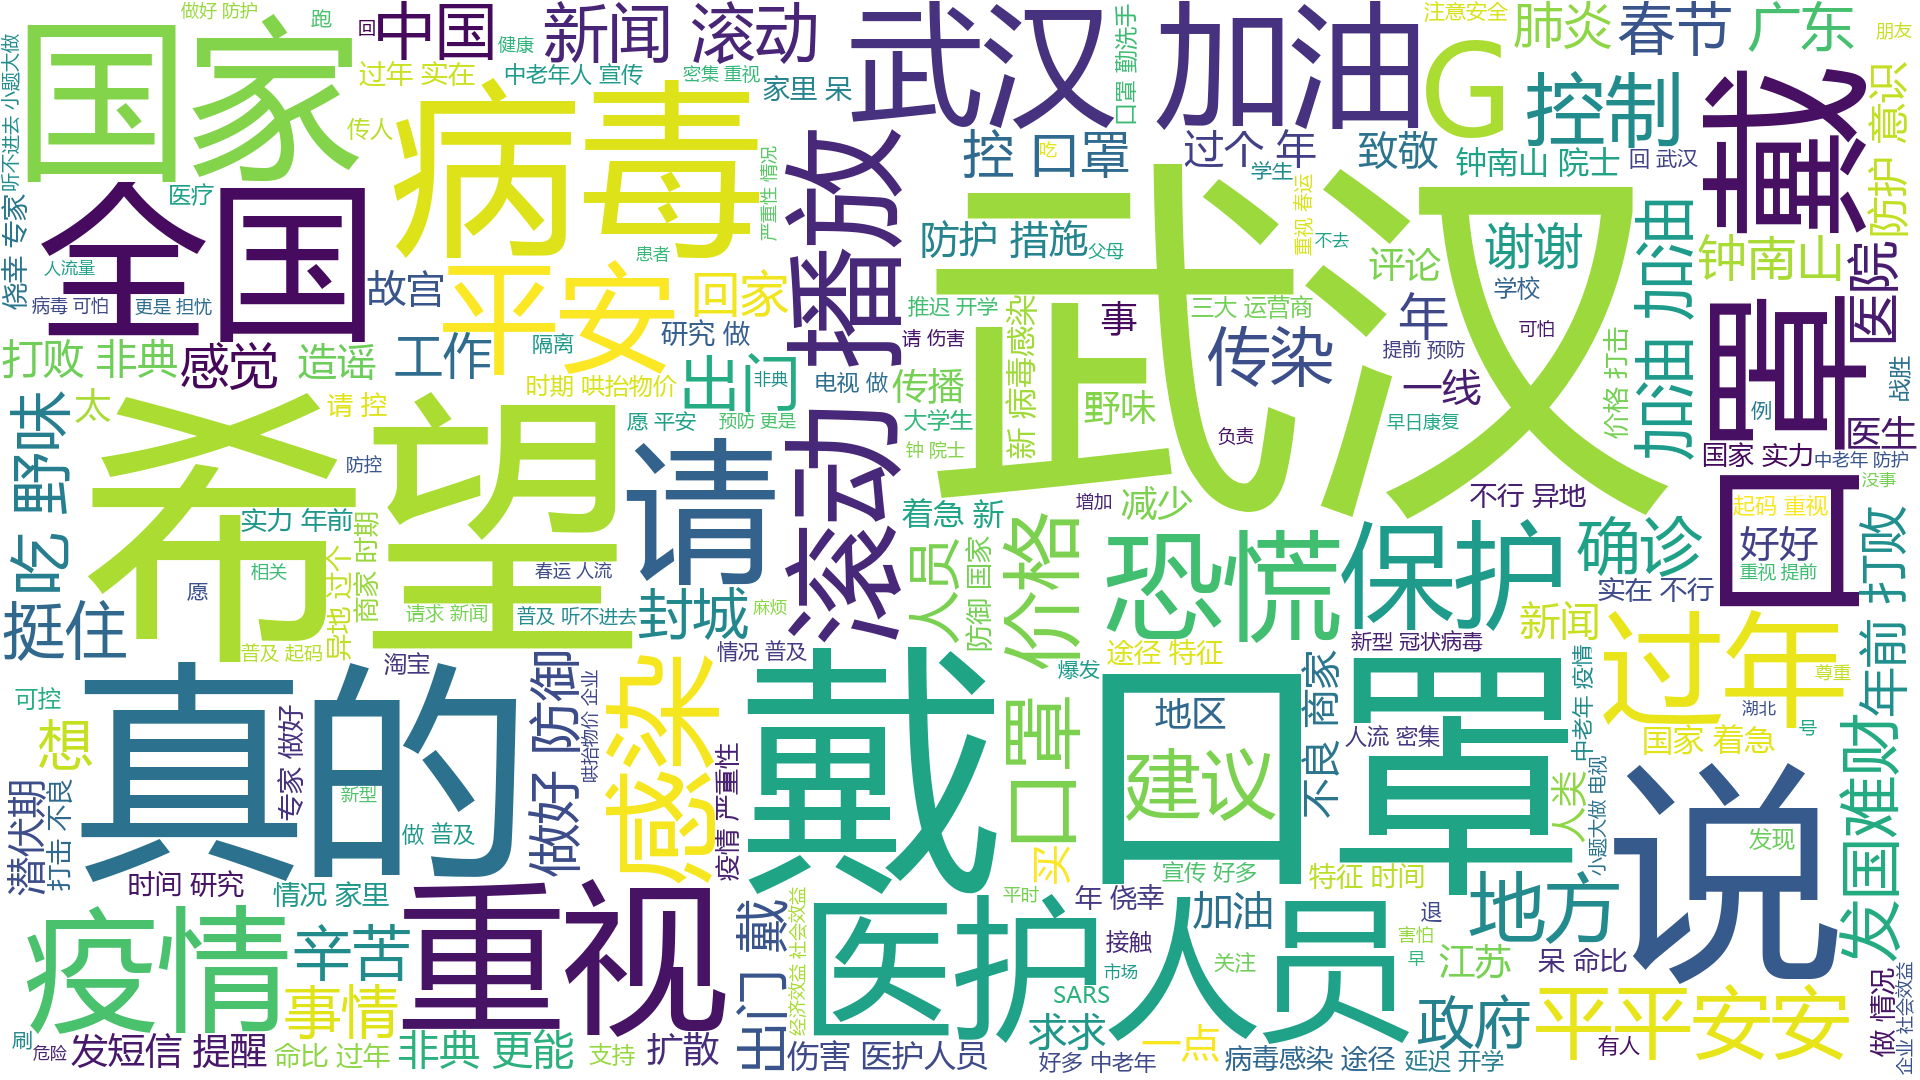 做好 防护
跑
回
中国
新闻 滚动
武汉 加油
口罩 勤洗手
注意安全
肺炎
春节
广东
朋友
国家
健康
过年 实在
中老年人 宣传
密集 重视
家里 呆
G
控制
戴口罩
意识
听不进去 小题大做
传人
病毒
严重性 情况
滚动 播放
控 口罩
吃
过个 年
致敬
钟南山 院士
回 武汉
学生
防护
医疗
全国
侥幸 专家
人流量
病毒 可怕
更是 担忧
故宫
平安
患者
回家
防护 措施
父母
重视 春运
不去
武汉
评论
谢谢
学校
加油 加油
钟南山
医院
推迟 开学
三大 运营商
事
年
可怕
请 伤害
新 病毒感染
传染
提前 预防
价格 打击
打败 非典
感觉
造谣
工作
隔离
研究 做
出门
非典
电视 做
传播
一线
战胜
时期 哄抬物价
太
请 控
愿 平安
预防 更是
大学生
野味
早日康复
例
医生
吃 野味
希望
防控
请
钟 院士
负责
国家 实力
中老年 防护
没事
实力 年前
商家 时期
着急 新
增加
减少
不行 异地
起码 重视
好好
重视 提前
确诊
打败
相关
异地 过个
春运 人流
人员
防御 国家
价格
恐慌
保护
实在 不行
愿
请求 新闻
普及 听不进去
封城
麻烦
挺住
普及 起码
淘宝
情况 普及
爆发
途径 特征
新型 冠状病毒
新闻
过年
年前
尊重
可控
想
真的
专家 做好
做好 防御
哄抬物价 企业
感染
戴 口罩
口罩
地区
不良 商家
人流 密集
中老年 疫情
国家 着急
湖北
号
发国难财
潜伏期
打击 不良
新型
做 普及
疫情 严重性
建议
人类
小题大做 电视
说
发现
时间 研究
情况 家里
买
宣传 好多
特征 时间
平时
年 侥幸
疫情
辛苦
重视
出门 戴
经济效益 社会效益
医护人员
接触
加油
退
害怕
早
地方
市场
关注
江苏
呆 命比
事情
SARS
求求
政府
平平安安
做 情况
企业 社会效益
刷
危险
发短信 提醒
命比 过年
非典 更能
支持
扩散
伤害 医护人员
好多 中老年
一点
病毒感染 途径
延迟 开学
有人